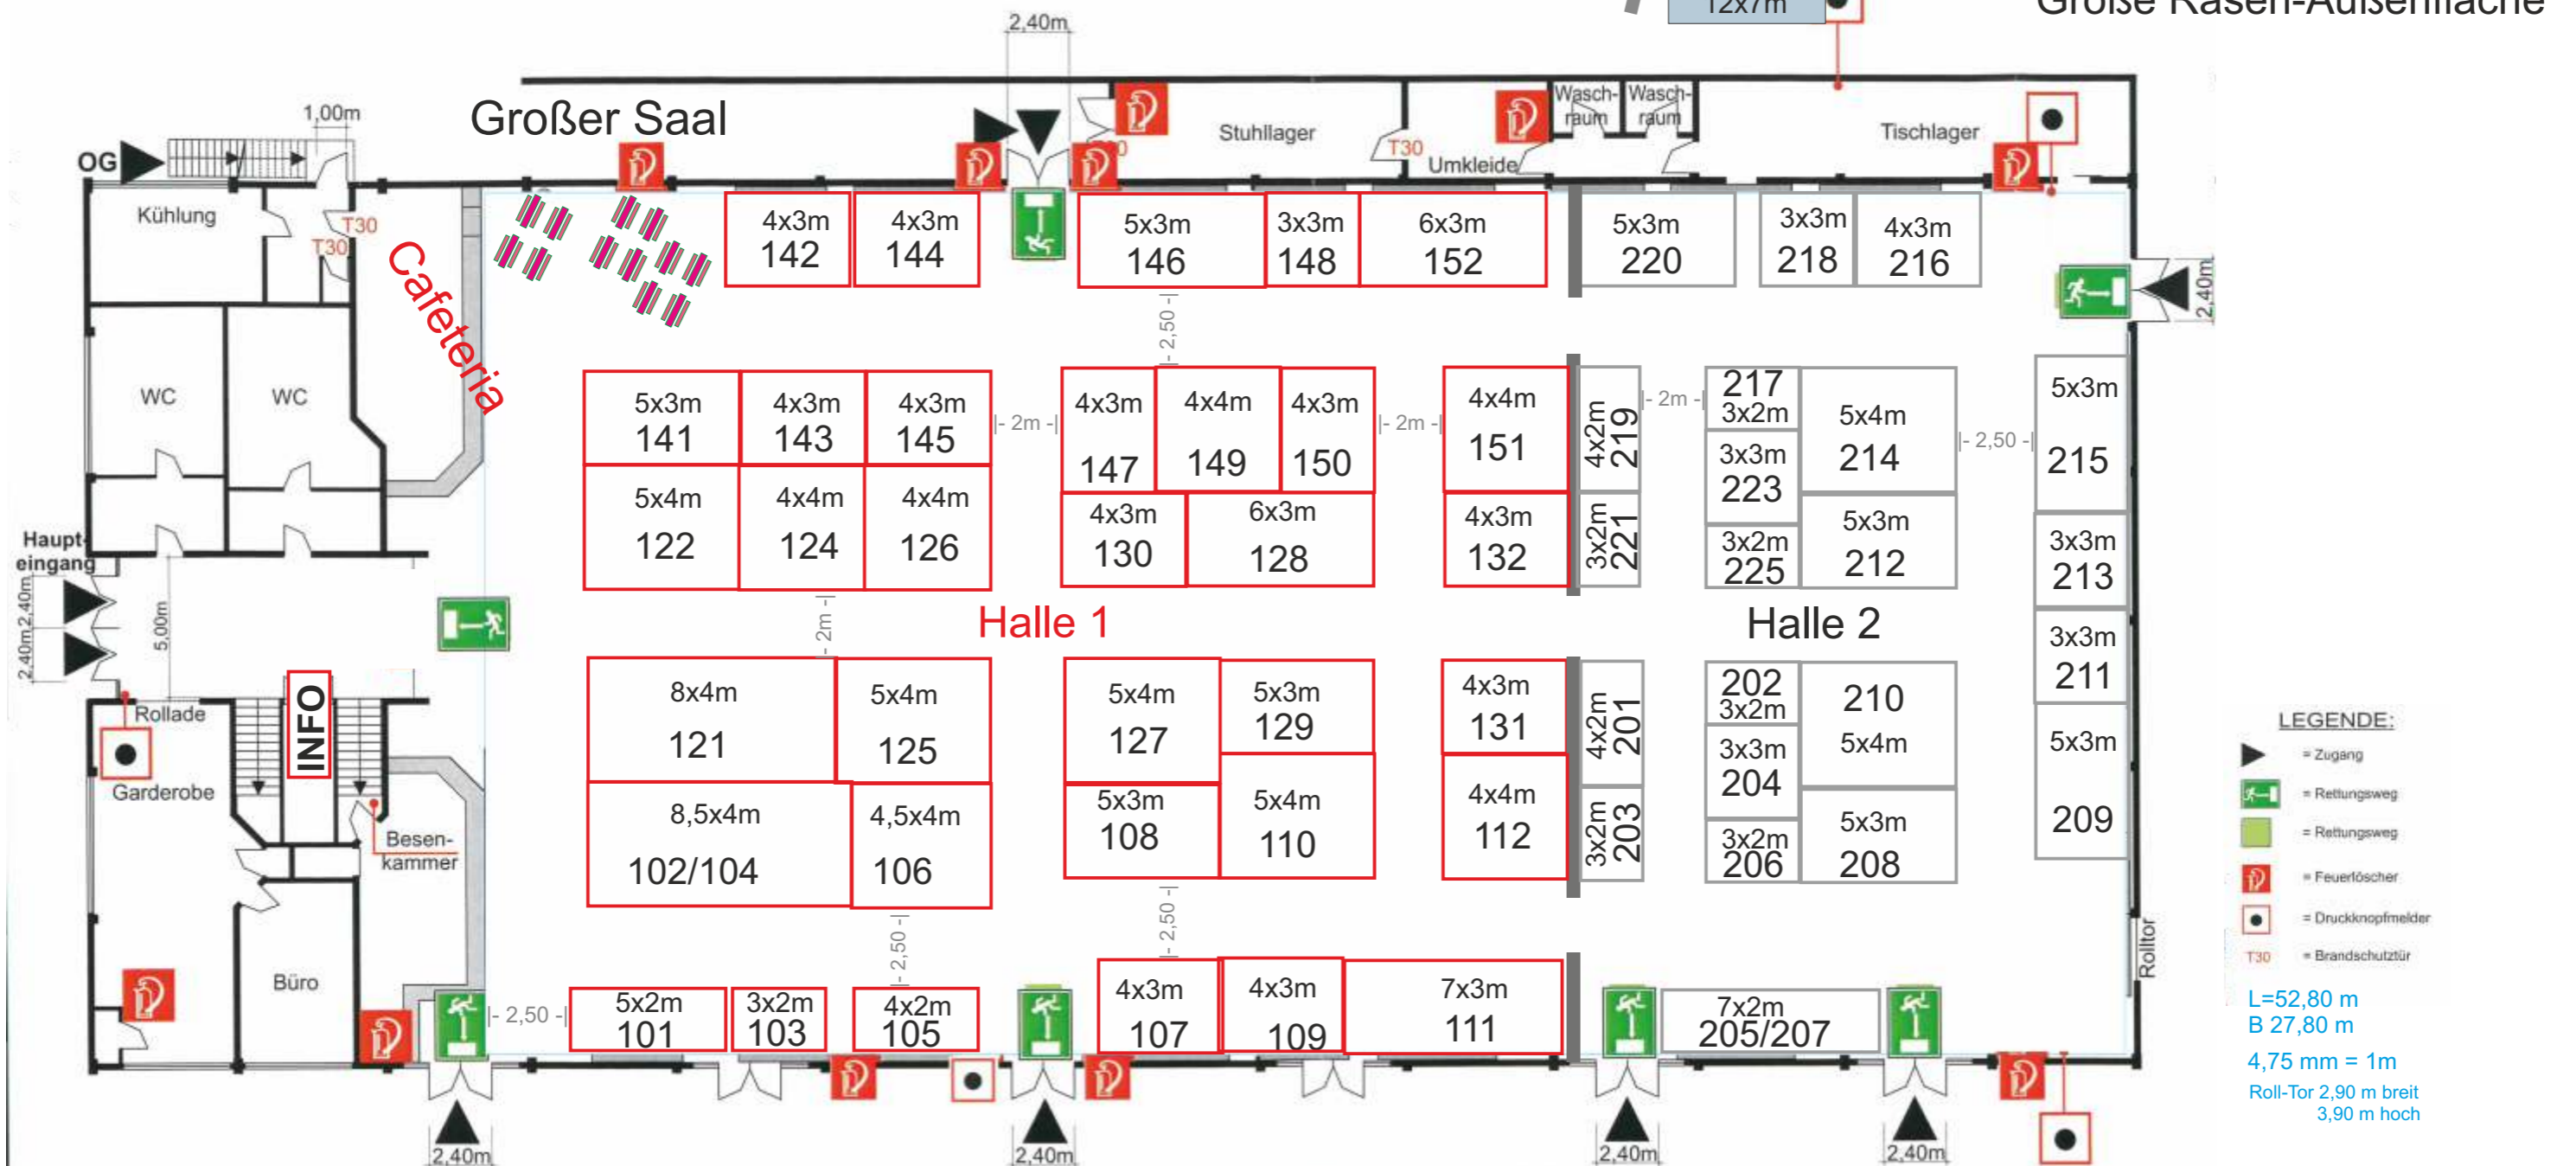 12x7m
Große Rasen-Außenfläche
2,40m
1,00m
Großer Saal
OG
Kühlung
T30
T30
Cafeteria
WC
WC
Haupt-
eingang
2,40m
2,40m
5,00m
Rollade
INFO
Garderobe
Besen-
kammer
Büro
T30
Stuhllager
T30
Umkleide
Wasch-
raum
Wasch-
raum
Tischlager
2,40m
4x3m
142
4x3m
144
5x3m
146
3x3m
148
6x3m
152
5x3m
220
3x3m
218
4x3m
216
|- 2,50 -|
5x3m
141
4x3m
143
4x3m
145
|- 2m -|
4x3m
147
4x4m
149
4x3m
150
|- 2m -|
4x4m
151
4x2m
219
|- 2m -|
217
3x2m
5x4m
214
|- 2,50 -|
5x3m
215
5x4m
122
4x4m
124
4x4m
126
4x3m
130
6x3m
128
4x3m
132
3x2m
221
3x3m
223
3x2m
225
5x3m
212
3x3m
213
|- 2m -|
Halle 1
Halle 2
3x3m
211
8x4m
121
5x4m
125
5x4m
127
5x3m
129
4x3m
131
4x2m
201
202
3x2m
210
5x4m
8,5x4m
102/104
4,5x4m
106
5x3m
108
5x4m
110
4x4m
112
3x2m
203
3x3m
204
3x2m
206
5x3m
208
5x3m
209
|- 2,50 -|
|- 2,50 -|
|- 2,50 -|
5x2m
101
3x2m
103
4x2m
105
4x3m
107
4x3m
109
7x3m
111
7x2m
205/207
Rolltor
2,40m
2,40m
2,40m
2,40m
LEGENDE:
= Zugang
= Rettungsweg
= Rettungsweg
= Feuerlöscher
= Druckknopfmelder
T30 = Brandschutztür
L=52,80 m
B 27,80 m
4,75 mm = 1m
Roll-Tor 2,90 m breit
3,90 m hoch